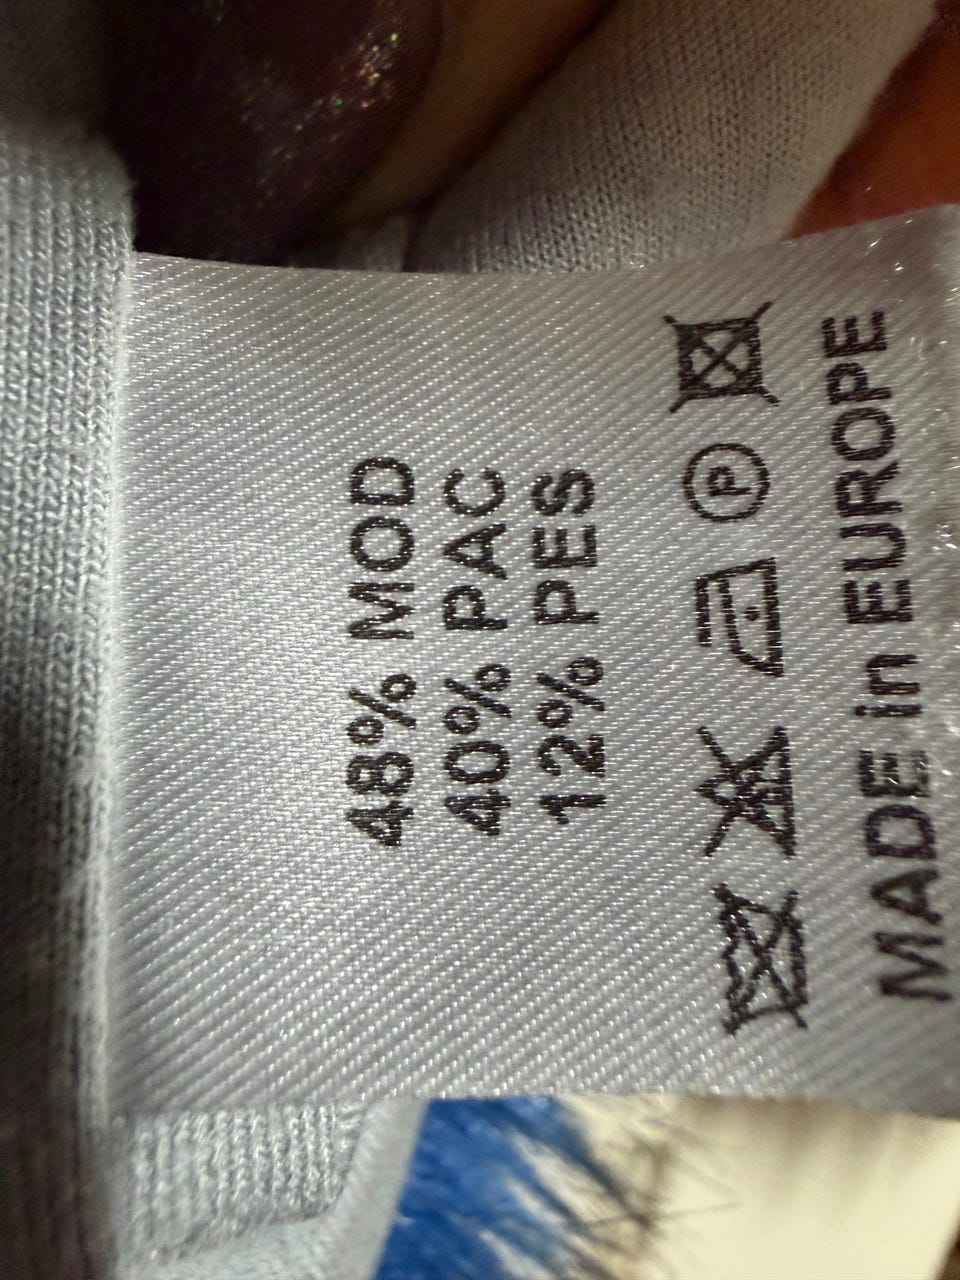 48% MOD
40% PAC
12% PES
P
MADE in EUROPE